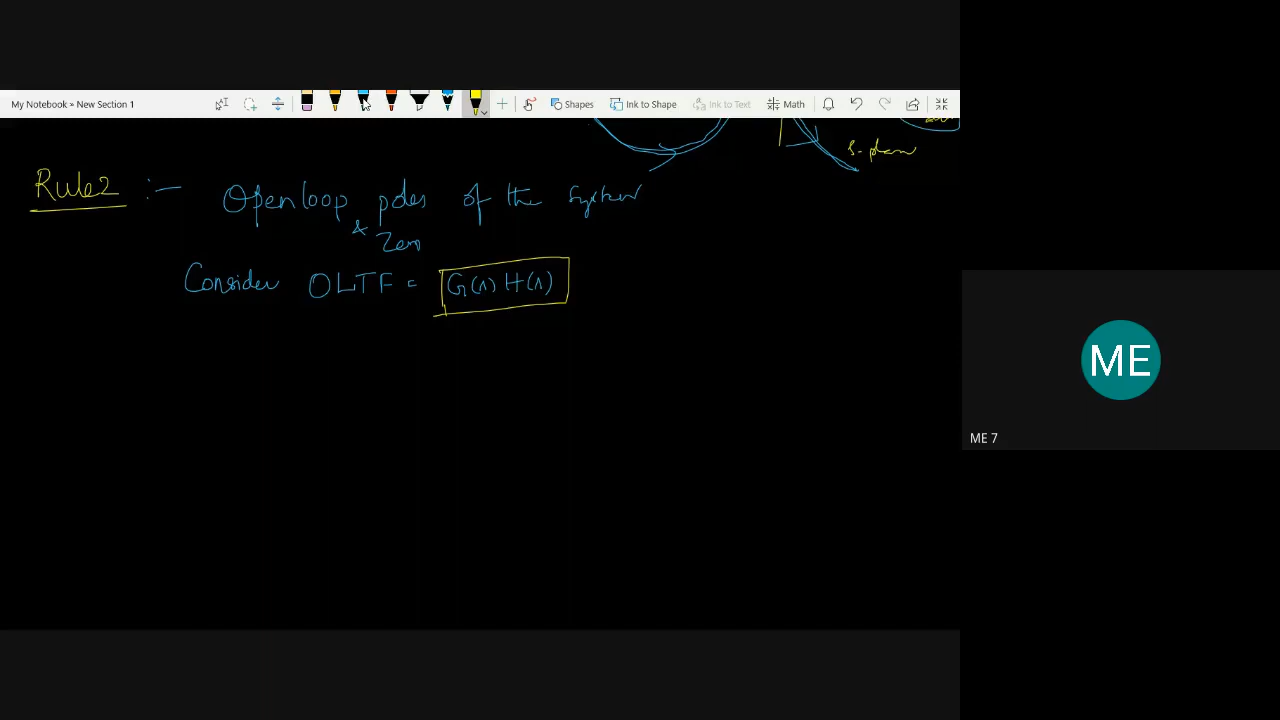 My Notebook » New Section 1
Shapes
Ink to Shape
Ink to Text
Math
s-plane
Rule2 :- Openloop poles of the system
& Zero
Consider OLTF = G(s) H(s)
ME
ME 7